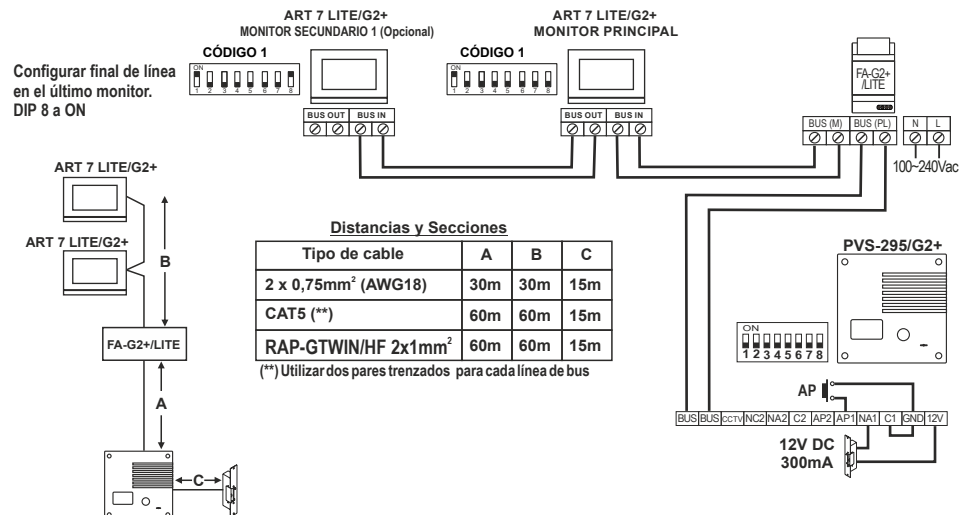 ART 7 LITE/G2+
MONITOR SECUNDARIO 1 (Opcional)
ART 7 LITE/G2+
MONITOR PRINCIPAL
CÓDIGO 1
ON
1 2 3 4 5 6 7 8
CÓDIGO 1
ON
1 2 3 4 5 6 7 8
Configurar final de línea
en el último monitor.
DIP 8 a ON
FA-G2+
/LITE
BUS OUT BUS IN
BUS OUT BUS IN
BUS (M) BUS (PL) N L
100~240Vac
ART 7 LITE/G2+
ART 7 LITE/G2+
B
FA-G2+/LITE
A
C
Distancias y Secciones
Tipo de cable A B C
2 x 0,75mm² (AWG18) 30m 30m 15m
CAT5 (**) 60m 60m 15m
RAP-GTWIN/HF 2x1mm² 60m 60m 15m
(**) Utilizar dos pares trenzados para cada línea de bus
PVS-295/G2+
ON
1 2 3 4 5 6 7 8
AP
BUS BUS CCTV NC2 NA2 C2 AP2 AP1 NA1 C1 GND 12V
12V DC
300mA